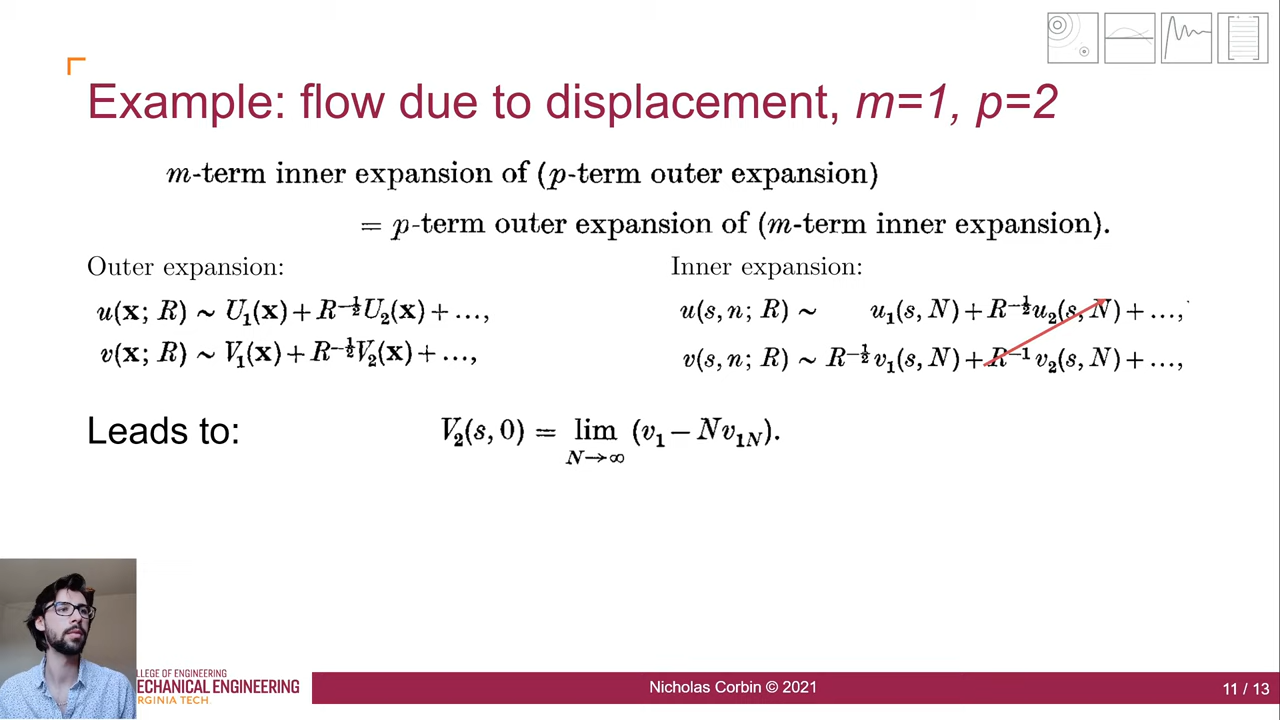 Example: flow due to displacement, m=1, p=2
m-term inner expansion of (p-term outer expansion)
= p-term outer expansion of (m-term inner expansion).
Outer expansion:
u(x; R) ~ U₁(x) + R^{-1/2}U₂(x) + ...,
v(x; R) ~ V₁(x) + R^{-1/2}V₂(x) + ...,
Inner expansion:
u(s, n; R) ~ u₁(s, N) + R^{-1/2}u₂(s, N) + ...,
v(s, n; R) ~ R^{-1/2}v₁(s, N) + R^{-1}v₂(s, N) + ...,
Leads to:
V₂(s, 0) = lim (v₁ − Nv₁N).
N→∞
LLEGE OF ENGINEERING
ECHANICAL ENGINEERING
RGINIA TECH.
Nicholas Corbin © 2021
11 / 13